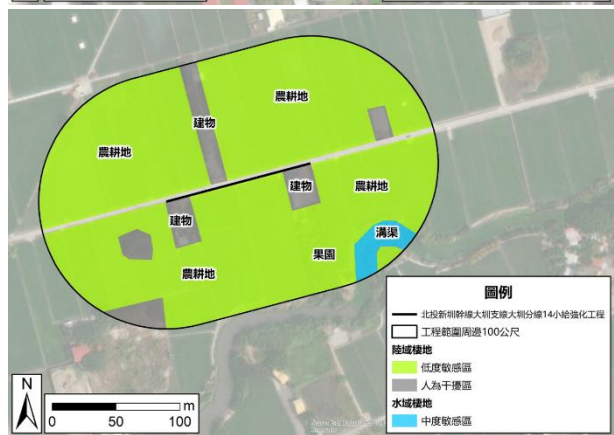 建物
農耕地
農耕地
建物
農耕地
建物
溝渠
果園
農耕地
圖例
北投新圳幹線大圳支線大圳分線14小給強化工程
工程範圍周邊100公尺
陸域棲地
低度敏感區
人為干擾區
水域棲地
中度敏感區
N
m
0 50 100